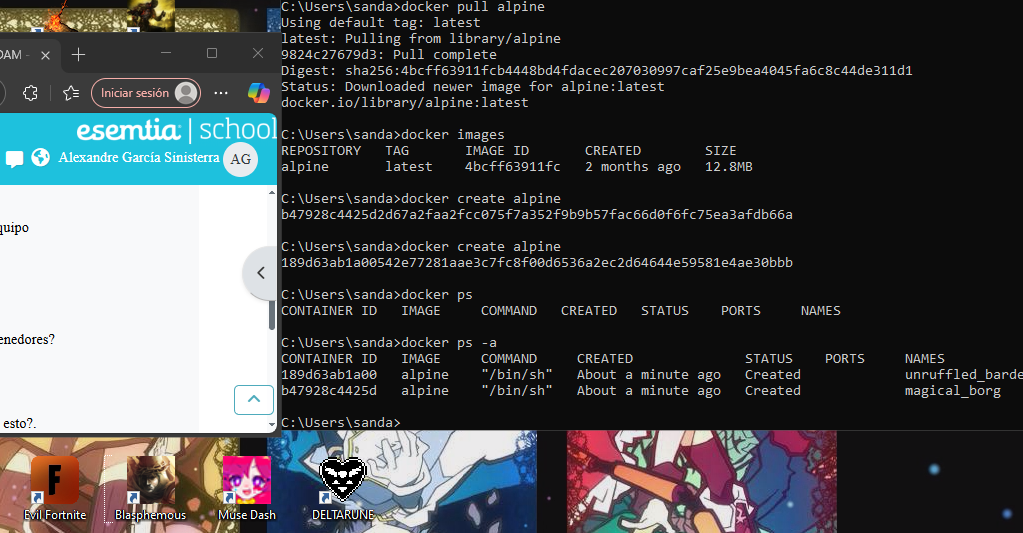 DAM -
Iniciar sesión
esemtia | school
Alexandre García Sinisterra
AG
quipo
enedores?
esto?.
C:\Users\sanda>docker pull alpine
Using default tag: latest
latest: Pulling from library/alpine
9824c27679d3: Pull complete
Digest: sha256:4bcff63911fcb4448bd4fdacec207030997caf25e9bea4045fa6c8c44de311d1
Status: Downloaded newer image for alpine:latest
docker.io/library/alpine:latest
C:\Users\sanda>docker images
REPOSITORY TAG IMAGE ID CREATED SIZE
alpine latest 4bcff63911fc 2 months ago 12.8MB
C:\Users\sanda>docker create alpine
b47928c4425d2d67a2faa2fcc075f7a352f9b9b57fac66d0f6fc75ea3afdb66a
C:\Users\sanda>docker create alpine
189d63ab1a00542e77281aae3c7fc8f00d6536a2ec2d64644e59581e4ae30bbb
C:\Users\sanda>docker ps
CONTAINER ID IMAGE COMMAND CREATED STATUS PORTS NAMES
C:\Users\sanda>docker ps -a
CONTAINER ID IMAGE COMMAND CREATED STATUS PORTS NAMES
189d63ab1a00 alpine "/bin/sh" About a minute ago Created unruffled_barde
b47928c4425d alpine "/bin/sh" About a minute ago Created magical_borg
C:\Users\sanda>
Evil Fortnite
Blasphemous
Muse Dash
DELTARUNE